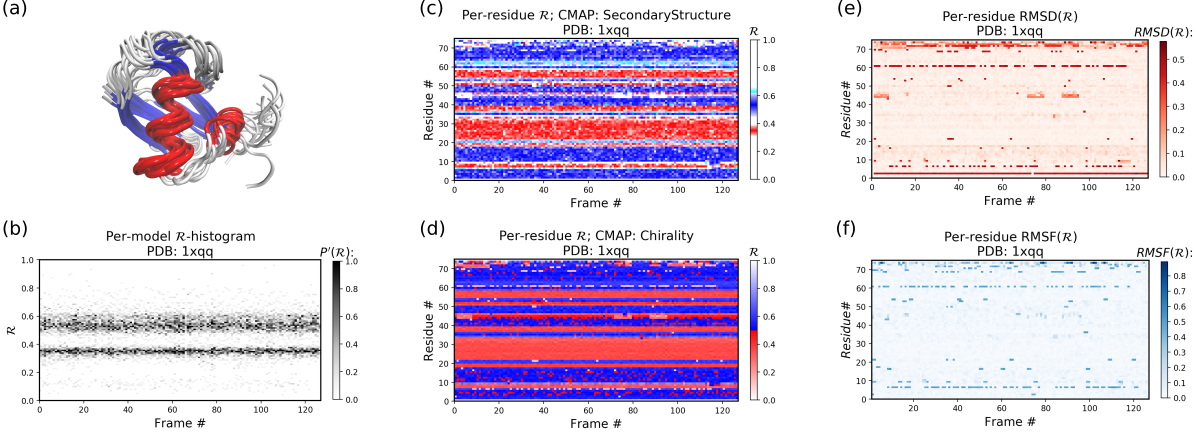 (a)
(b)
Per-model ℛ-histogram
PDB: 1xqq
P′(ℛ):
ℛ
1.0
0.8
0.6
0.4
0.2
0.0
0 20 40 60 80 100 120
Frame #
1.0
0.8
0.6
0.4
0.2
0.0
(c)
Per-residue ℛ; CMAP: SecondaryStructure
PDB: 1xqq
ℛ
Residue #
70
60
50
40
30
20
10
0
0 20 40 60 80 100 120
Frame #
1.0
0.8
0.6
0.4
0.2
0.0
(d)
Per-residue ℛ; CMAP: Chirality
PDB: 1xqq
ℛ
Residue #
70
60
50
40
30
20
10
0
0 20 40 60 80 100 120
Frame #
1.0
0.8
0.6
0.4
0.2
0.0
(e)
Per-residue RMSD(ℛ)
PDB: 1xqq
RMSD(ℛ):
Residue#
70
60
50
40
30
20
10
0
20 40 60 80 100 120
Frame #
0.5
0.4
0.3
0.2
0.1
0.0
(f)
Per-residue RMSF(ℛ)
PDB: 1xqq
RMSF(ℛ):
Residue#
70
60
50
40
30
20
10
0
20 40 60 80 100 120
Frame #
0.8
0.6
0.4
0.2
0.0